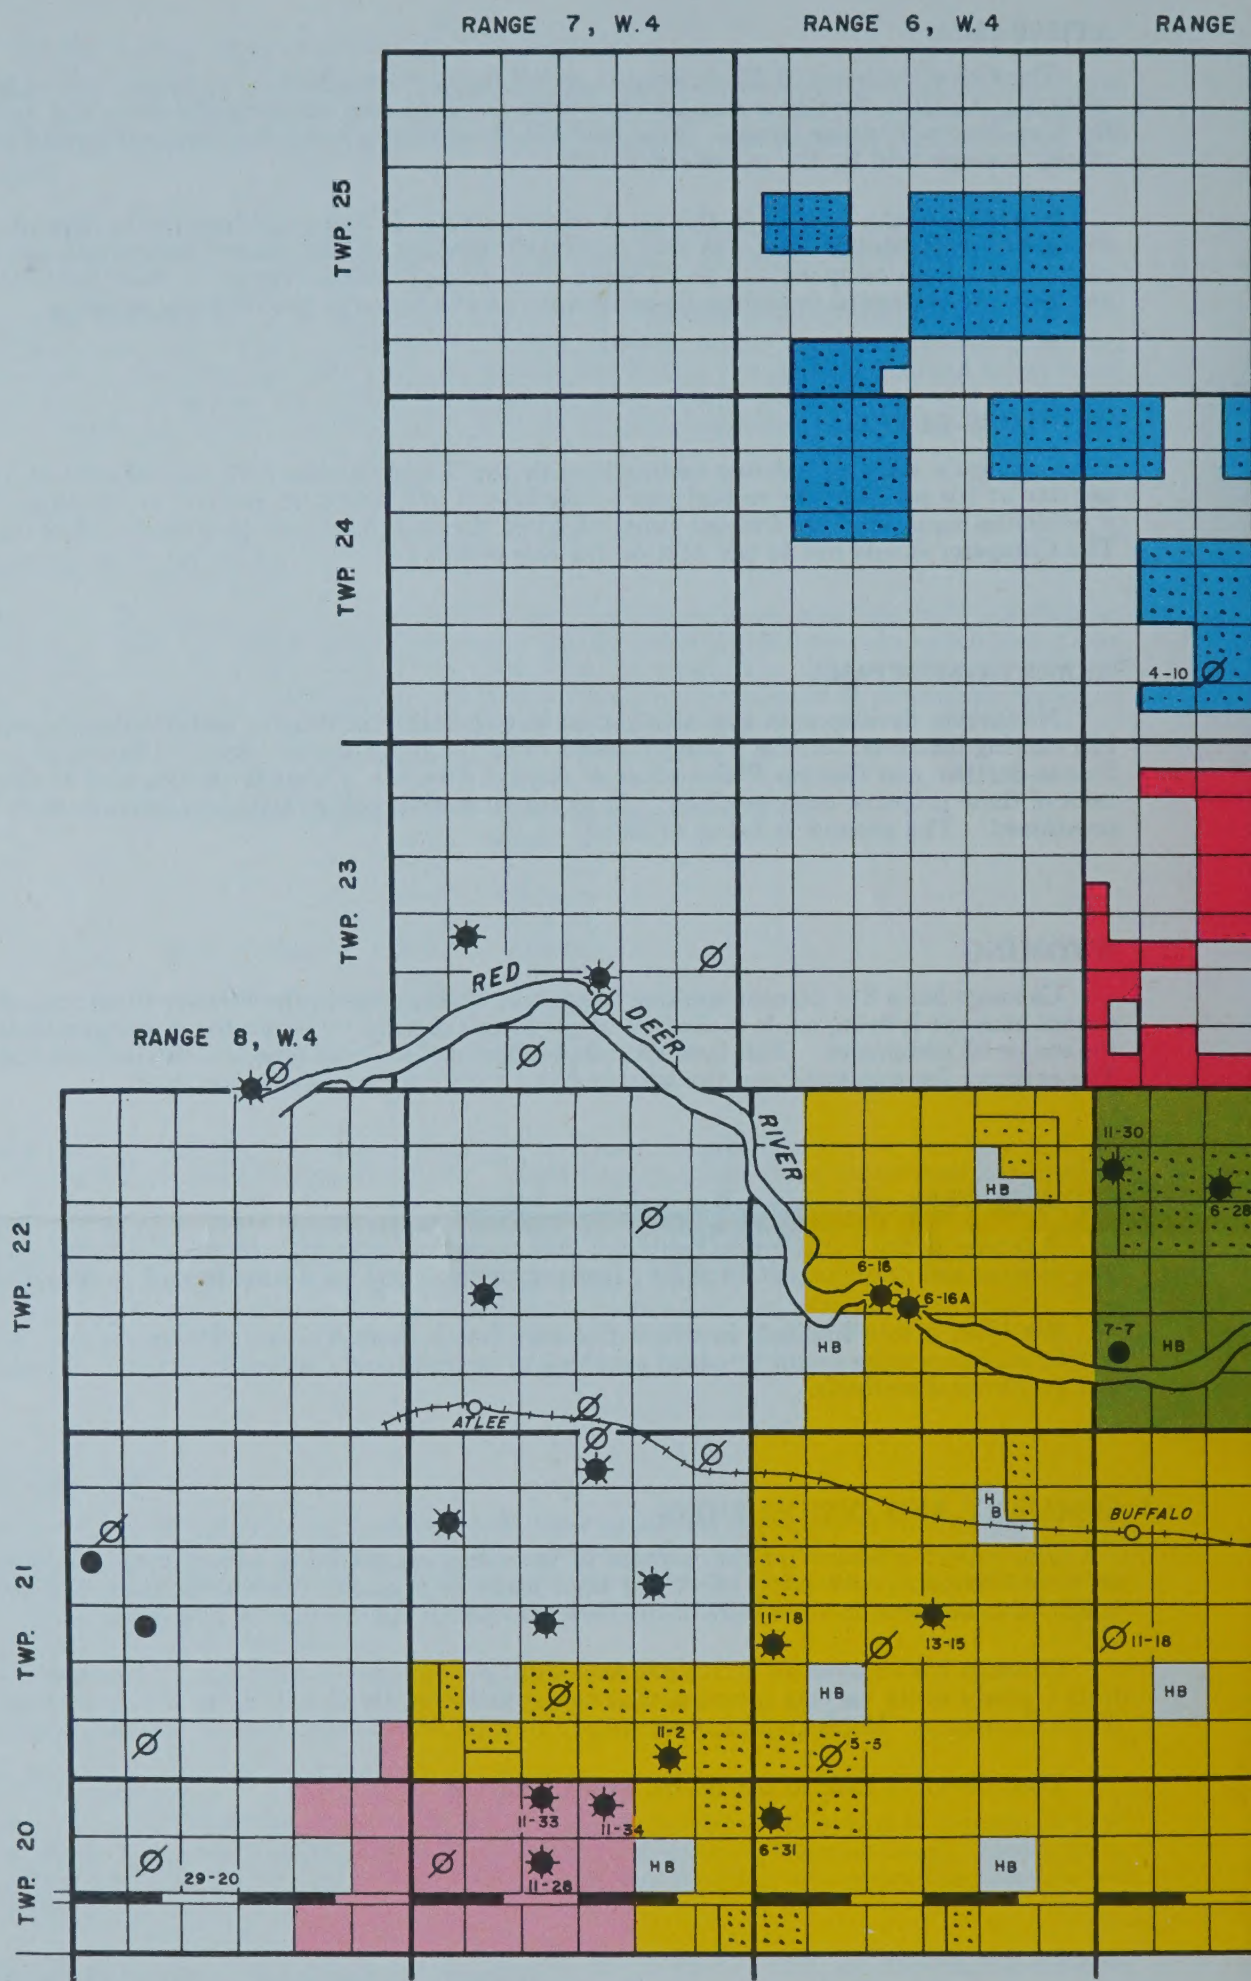 RANGE 7, W.4
RANGE 6, W.4
RANGE
TWP. 25
TWP. 24
4-10
TWP. 23
RED
DEER
RIVER
RANGE 8, W.4
11-30
HB
6-28
TWP. 22
6-16
6-16A
7-7
HB
HB
ATLEE
H
B
BUFFALO
TWP. 21
11-18
13-15
11-18
HB
HB
11-2
5-5
11-33
11-34
6-31
TWP. 20
HB
HB
29-20
11-28